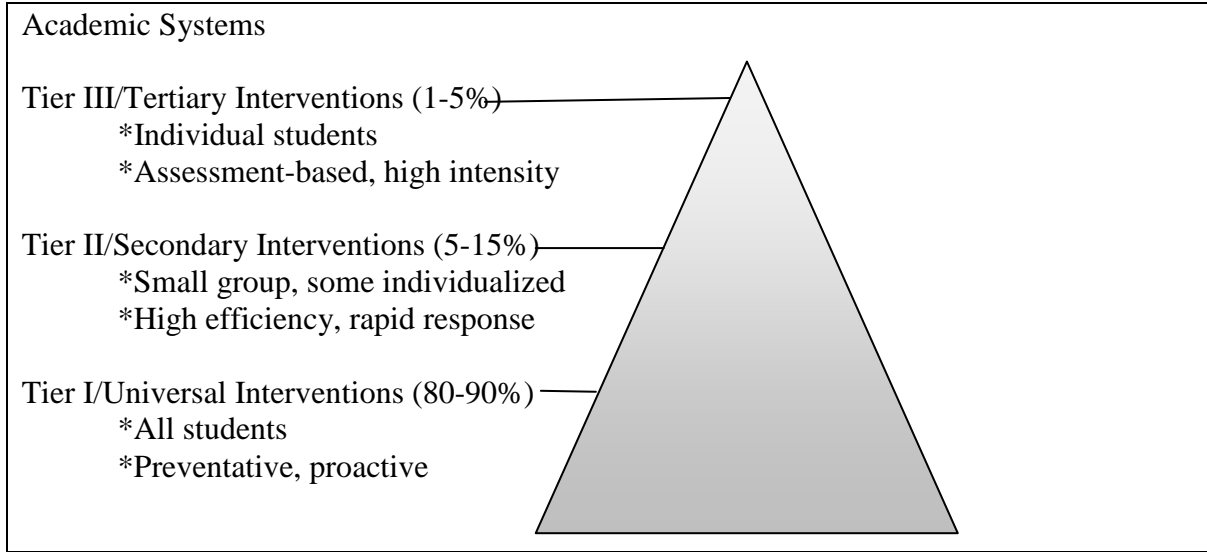 Academic Systems
Tier III/Tertiary Interventions (1-5%)
*Individual students
*Assessment-based, high intensity
Tier II/Secondary Interventions (5-15%)
*Small group, some individualized
*High efficiency, rapid response
Tier I/Universal Interventions (80-90%)
*All students
*Preventative, proactive